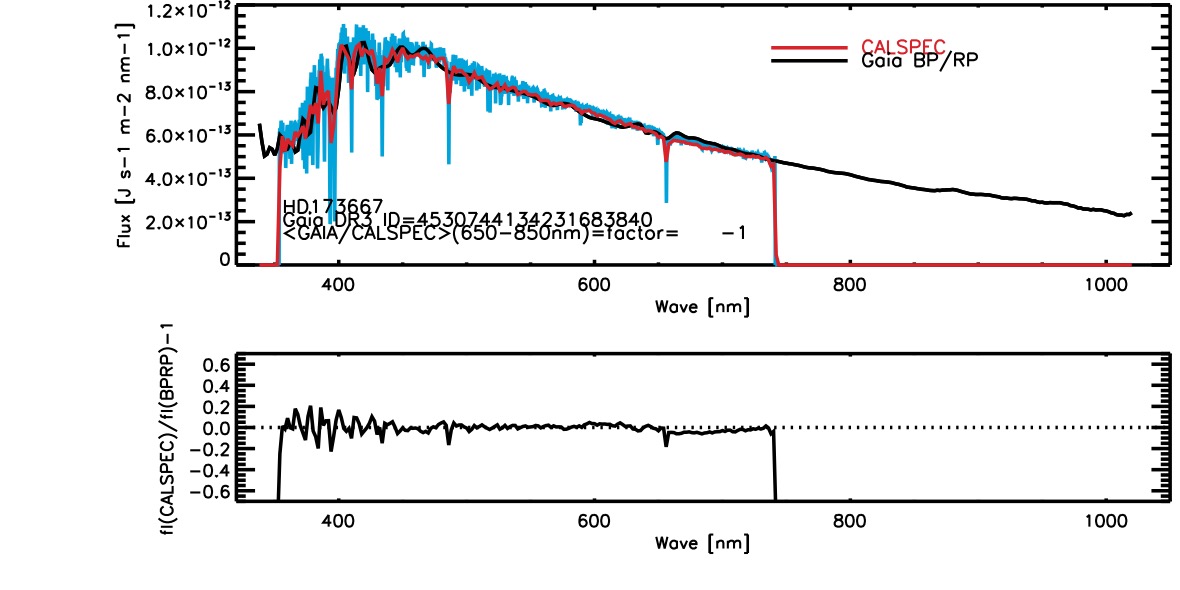 1.2×10−12
1.0×10−12
8.0×10−13
6.0×10−13
4.0×10−13
2.0×10−13
0
Flux [J s−1 m−2 nm−1]
CALSPEC
Gaia BP/RP
HD173667
Gaia DR3 ID=4530744134231683840
<GAIA/CALSPEC>(650−850nm)=factor= −1
400 600 800 1000
Wave [nm]
fl(CALSPEC)/fl(BPRP)−1
0.6
0.4
0.2
0.0
−0.2
−0.4
−0.6
400 600 800 1000
Wave [nm]